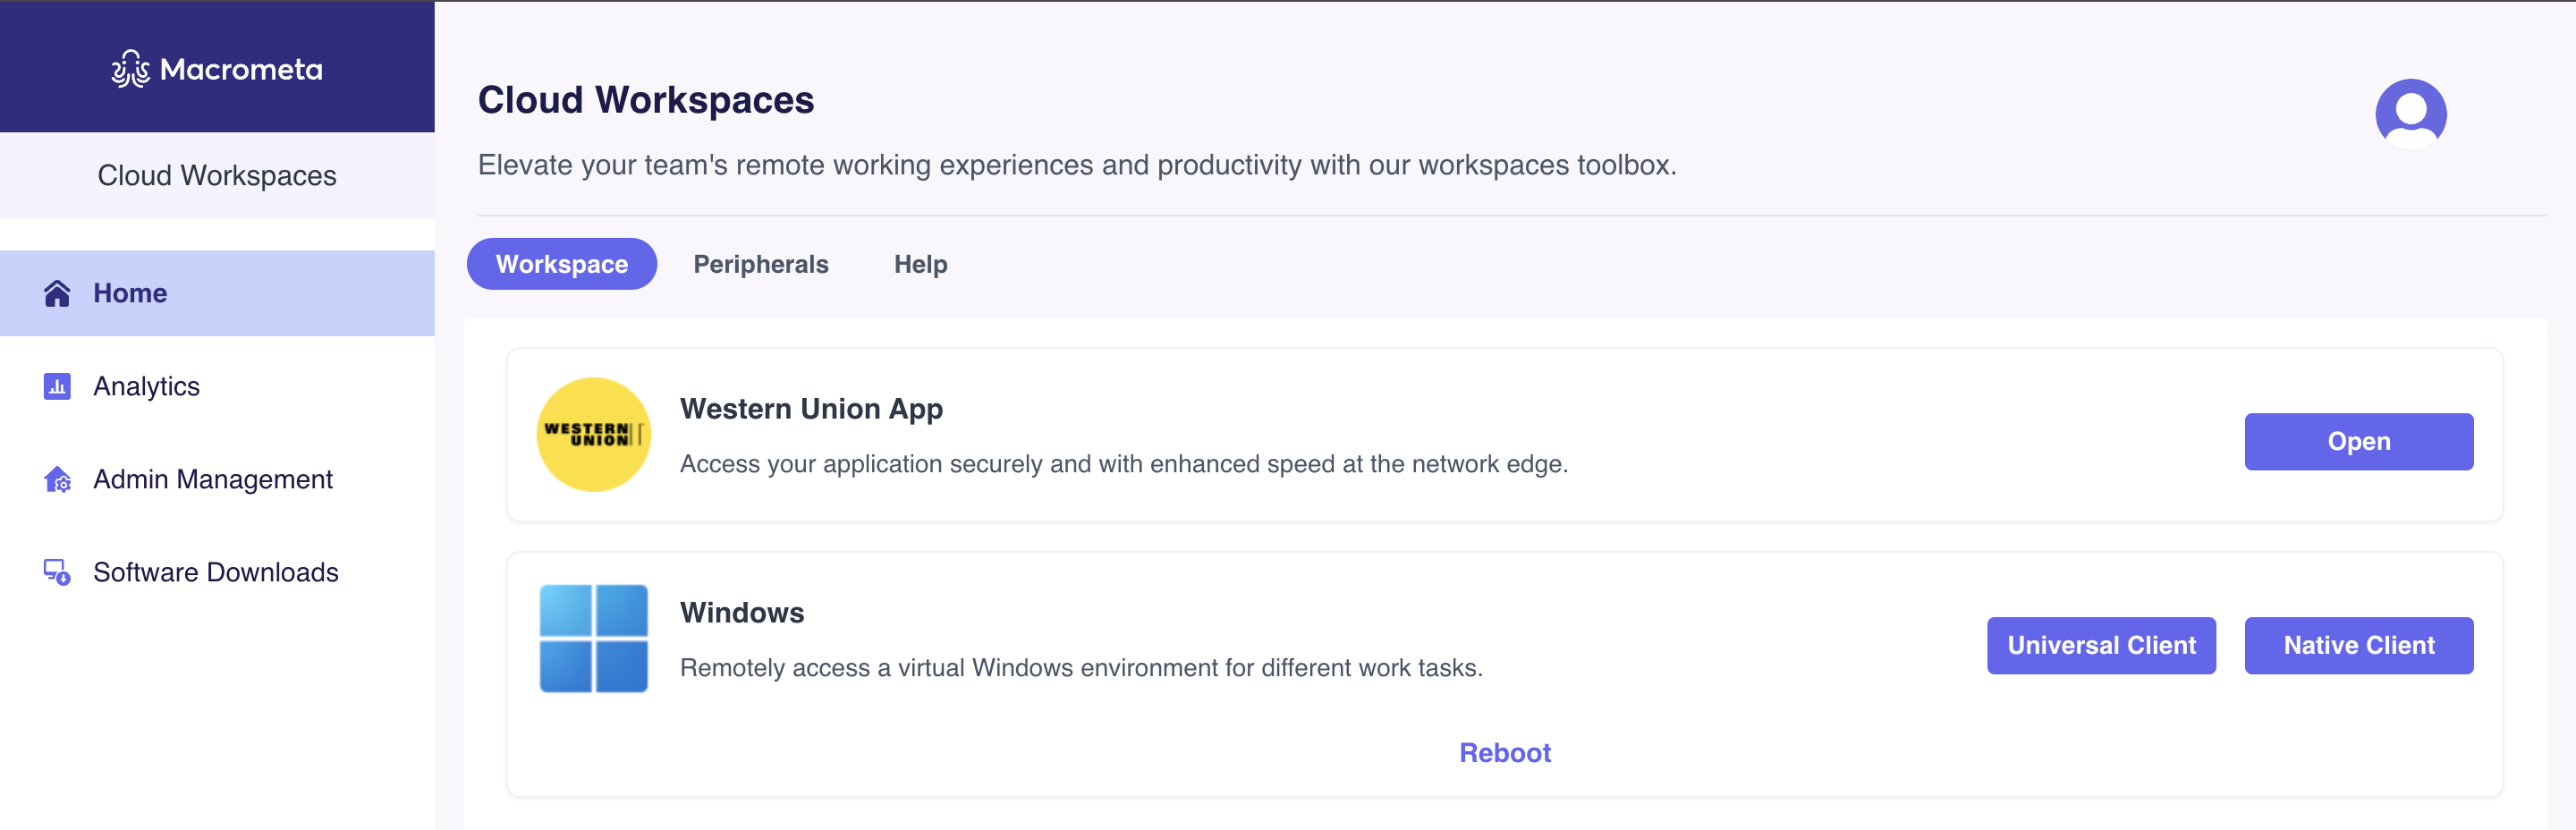 Macrometa
Cloud Workspaces
Home
Analytics
Admin Management
Software Downloads
Cloud Workspaces
Elevate your team's remote working experiences and productivity with our workspaces toolbox.
Workspace
Peripherals
Help
WESTERN
UNION
Western Union App
Access your application securely and with enhanced speed at the network edge.
Open
Windows
Remotely access a virtual Windows environment for different work tasks.
Universal Client
Native Client
Reboot